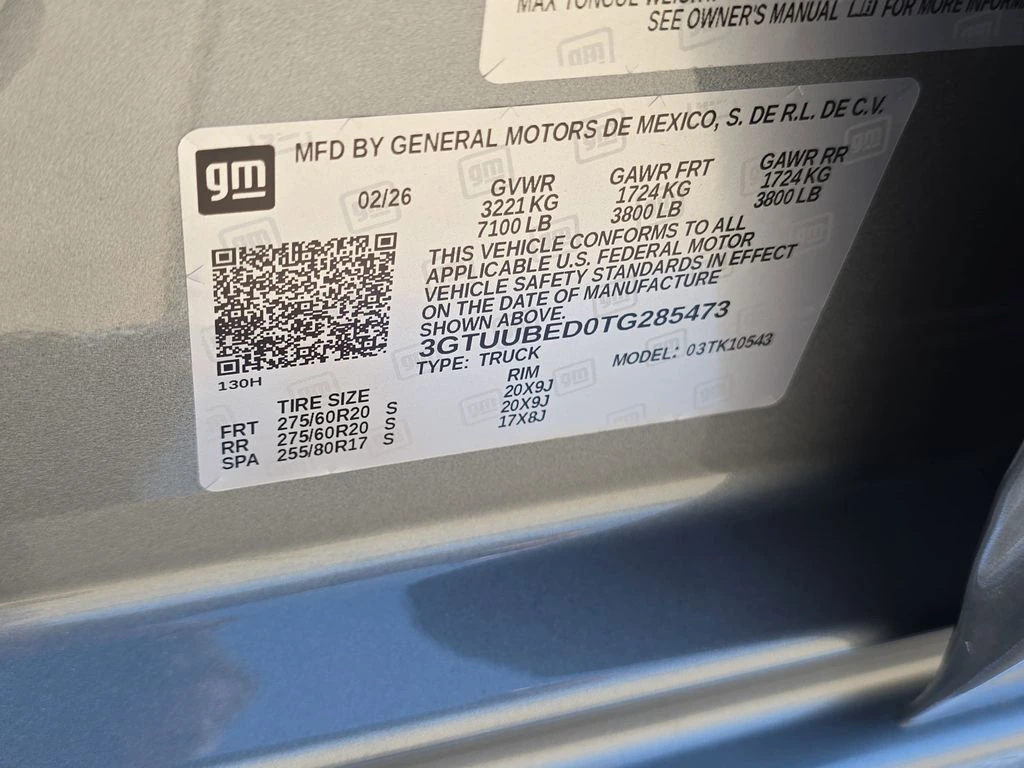 MAX TONGUE WEIGHT
SEE OWNER'S MANUAL FOR MORE INFORM
gm
MFD BY GENERAL MOTORS DE MEXICO, S. DE R.L. DE C.V.
02/26
GVWR
3221 KG
7100 LB
GAWR FRT
1724 KG
3800 LB
GAWR RR
1724 KG
3800 LB
THIS VEHICLE CONFORMS TO ALL
APPLICABLE U.S. FEDERAL MOTOR
VEHICLE SAFETY STANDARDS IN EFFECT
ON THE DATE OF MANUFACTURE
SHOWN ABOVE.
3GTUUBED0TG285473
TYPE: TRUCK
MODEL: 03TK10543
130H
TIRE SIZE RIM
FRT 275/60R20 S 20X9J
RR 275/60R20 S 20X9J
SPA 255/80R17 S 17X8J